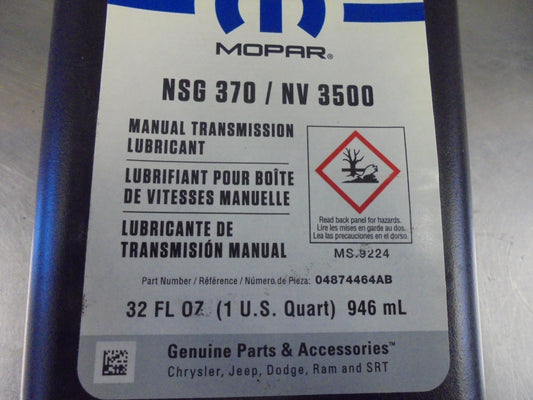 MOPAR®
NSG 370 / NV 3500
MANUAL TRANSMISSION
LUBRICANT
LUBRIFIANT POUR BOÎTE
DE VITESSES MANUELLE
LUBRICANTE DE
TRANSMISIÓN MANUAL
Read back panel for hazards.
Lire les mises en garde au dos.
Lea las precauciones en el dorso.
MS.9224
Part Number / Référence / Número de Pieza: 04874464AB
32 FL OZ (1 U.S. Quart) 946 mL
Genuine Parts & Accessories™
Chrysler, Jeep, Dodge, Ram and SRT